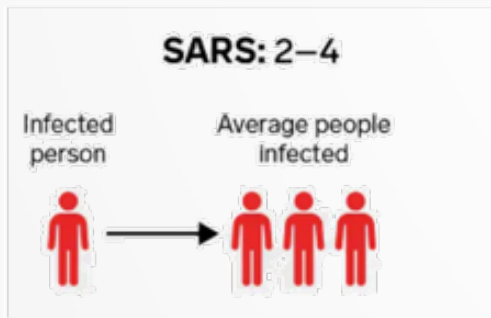 SARS: 2–4
Infected
person
Average people
infected